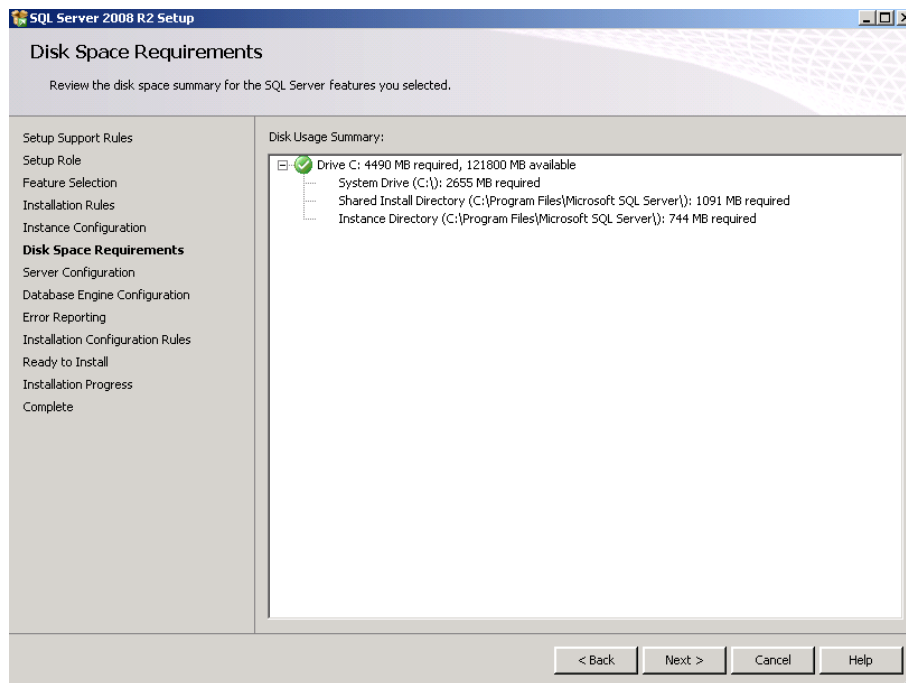 SQL Server 2008 R2 Setup
Disk Space Requirements
Review the disk space summary for the SQL Server features you selected.
Setup Support Rules
Setup Role
Feature Selection
Installation Rules
Instance Configuration
Disk Space Requirements
Server Configuration
Database Engine Configuration
Error Reporting
Installation Configuration Rules
Ready to Install
Installation Progress
Complete
Disk Usage Summary:
Drive C: 4490 MB required, 121800 MB available
System Drive (C:\): 2655 MB required
Shared Install Directory (C:\Program Files\Microsoft SQL Server\): 1091 MB required
Instance Directory (C:\Program Files\Microsoft SQL Server\): 744 MB required
< Back
Next >
Cancel
Help